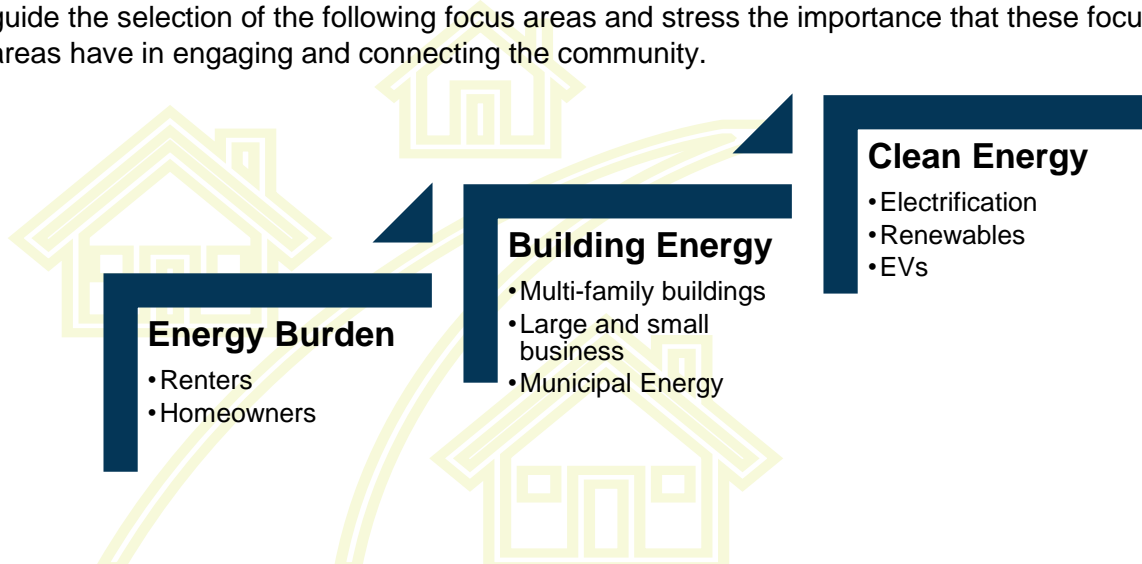 guide the selection of the following focus areas and stress the importance that these focu
areas have in engaging and connecting the community.
Energy Burden
•Renters
•Homeowners
Building Energy
•Multi-family buildings
•Large and small
business
•Municipal Energy
Clean Energy
•Electrification
•Renewables
•EVs